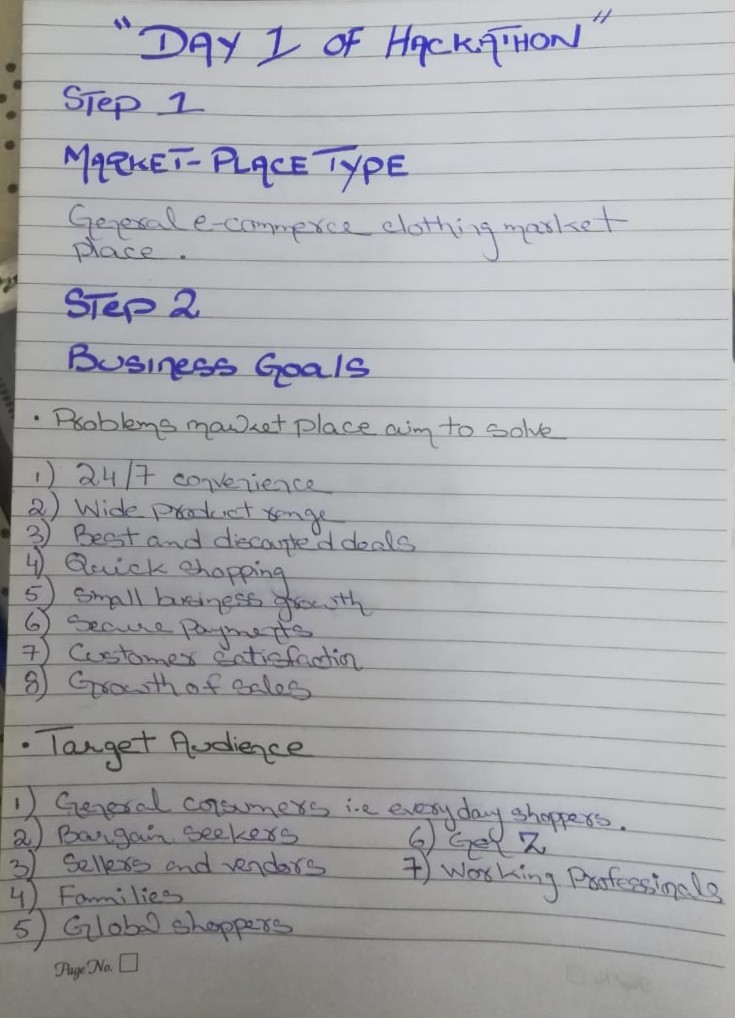 "DAY 1 OF HACKATHON"
STep 1
MARKET-PLACE TYPE
General e-commerce clothing market
place.
STep 2
Business Goals
• Problems market place aim to solve
1) 24/7 convenience
2) Wide product range
3) Best and discounted deals
4) Quick shopping
5) Small business growth
6) Secure Payments
7) Customer satisfaction
8) Growth of sales
• Target Audience
1) General consumers i.e everyday shoppers.
2) Bargain seekers
3) Sellers and vendors
4) Families
5) Global shoppers
6) Gen Z
7) Working Professinals
Page No.